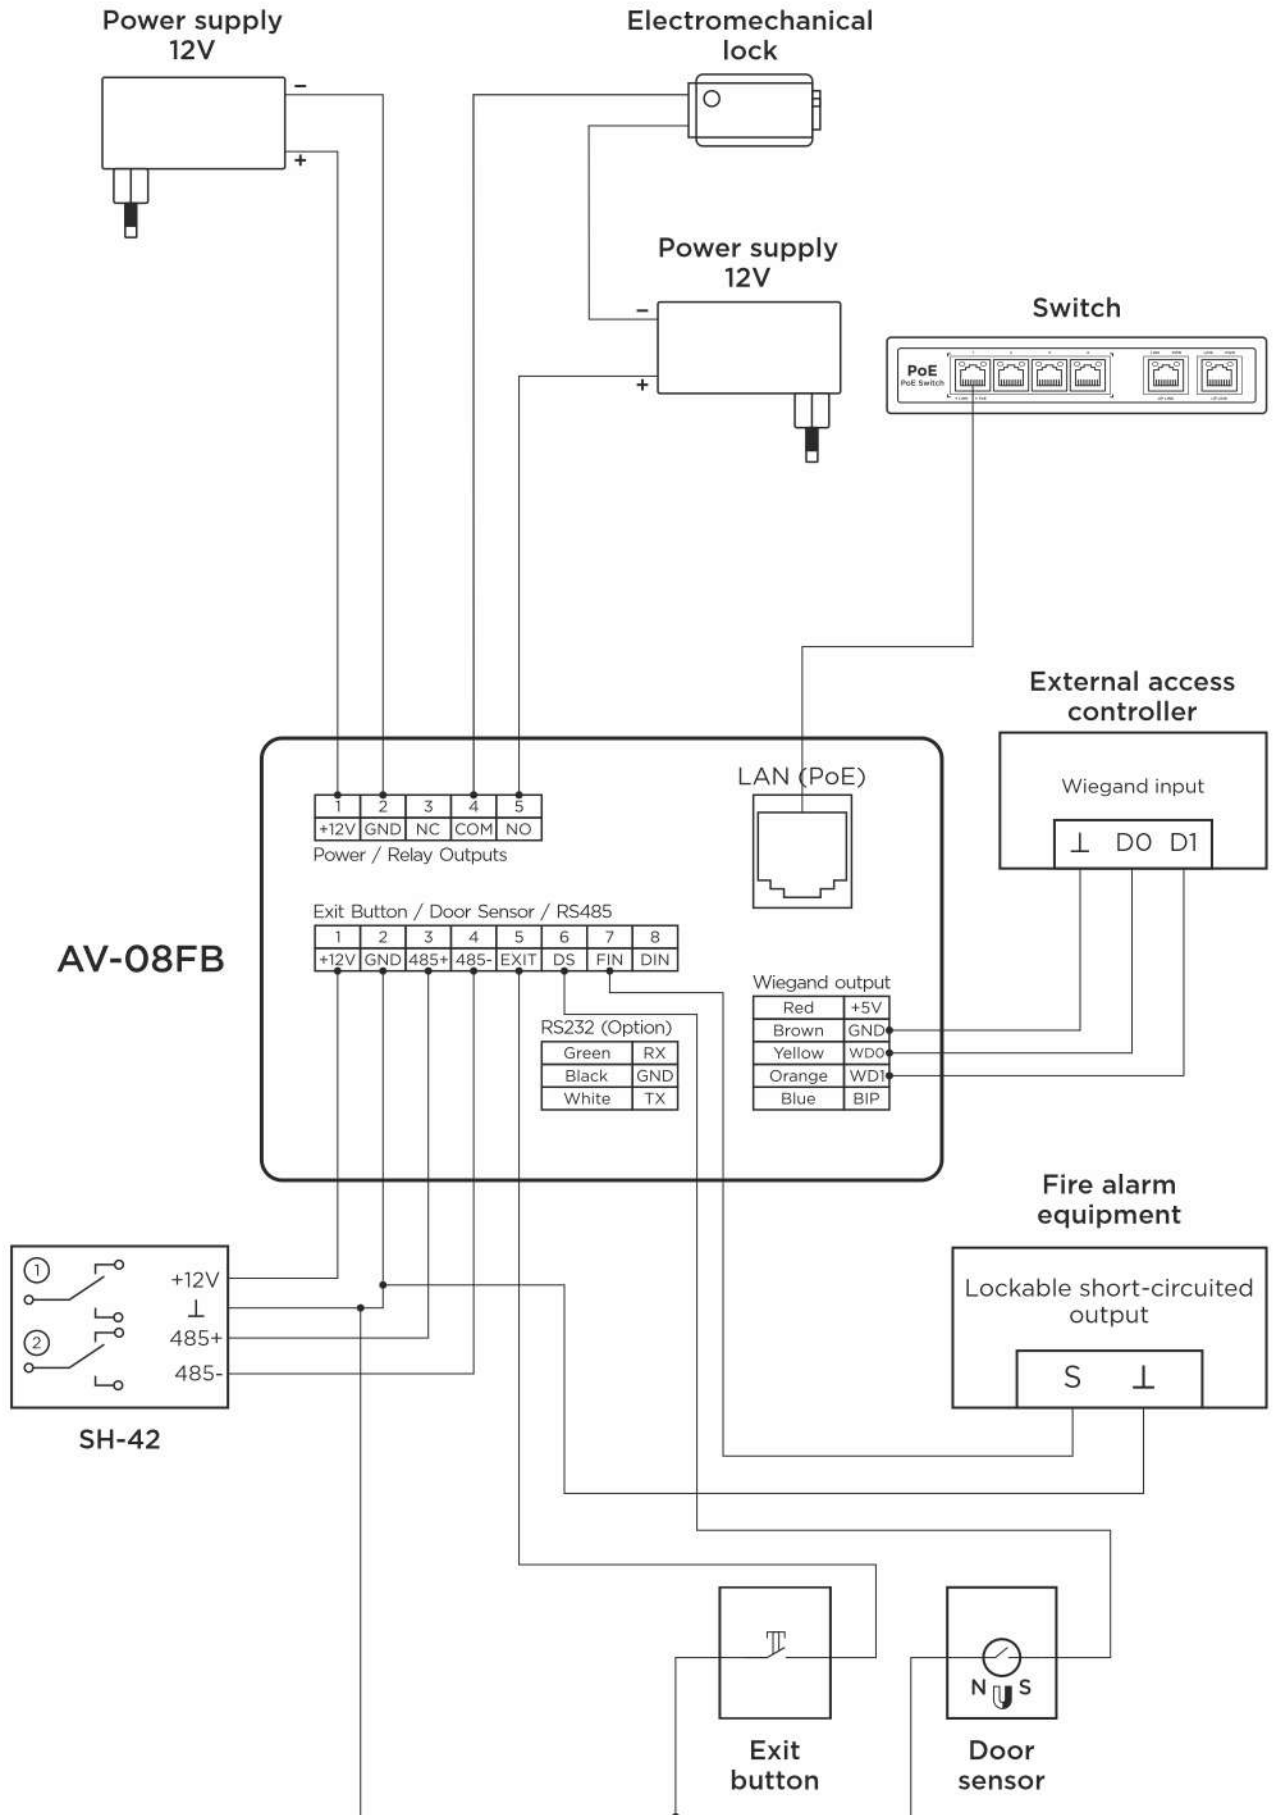 Power supply
12V
Electromechanical
lock
−
+
Power supply
12V
−
+
Switch
PoE
PoE Switch
External access
controller
Wiegand input
⊥ D0 D1
LAN (PoE)
1 2 3 4 5
+12V GND NC COM NO
Power / Relay Outputs
Exit Button / Door Sensor / RS485
1 2 3 4 5 6 7 8
+12V GND 485+ 485- EXIT DS FIN DIN
AV-08FB
Wiegand output
Red +5V
Brown GND
Yellow WD0
Orange WD1
Blue BIP
RS232 (Option)
Green RX
Black GND
White TX
Fire alarm
equipment
Lockable short-circuited
output
S ⊥
1
+12V
⊥
2
485+
485-
SH-42
N S
Exit
button
Door
sensor